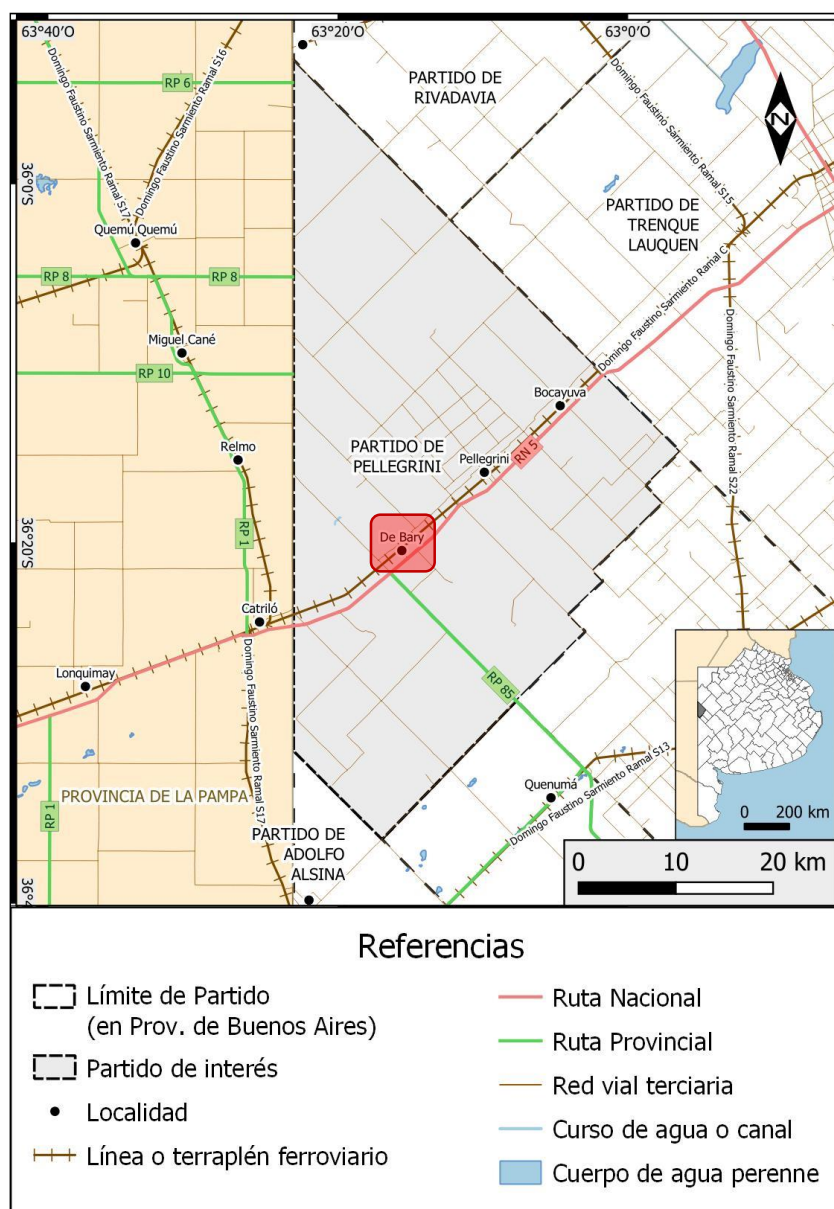 63°40'O
63°20'O
63°0'O
Domingo Faustino Sarmiento Ramal S16
PARTIDO DE
RIVADAVIA
RP 6
Domingo Faustino Sarmiento Ramal S17
Domingo Faustino Sarmiento Ramal S15
N
36°0'S
PARTIDO DE
TRENQUE
LAUQUEN
Quemú Quemú
RP 8
RP 8
Domingo Faustino Sarmiento Ramal C
Miguel Cané
RP 10
Domingo Faustino Sarmiento Ramal S22
Bocayuva
PARTIDO DE
PELLEGRINI
Relmo
Pellegrini
RN 5
RP 1
De Bary
36°20'S
Catriló
Lonquimay
RP 85
Domingo Faustino Sarmiento Ramal S17
Domingo Faustino Sarmiento Ramal S13
Quenumá
PROVINCIA DE LA PAMPA
RP 1
PARTIDO DE
ADOLFO
ALSINA
0 200 km
0 10 20 km
36°4
Referencias
Límite de Partido
(en Prov. de Buenos Aires)
Partido de interés
Localidad
Línea o terraplén ferroviario
Ruta Nacional
Ruta Provincial
Red vial terciaria
Curso de agua o canal
Cuerpo de agua perenne